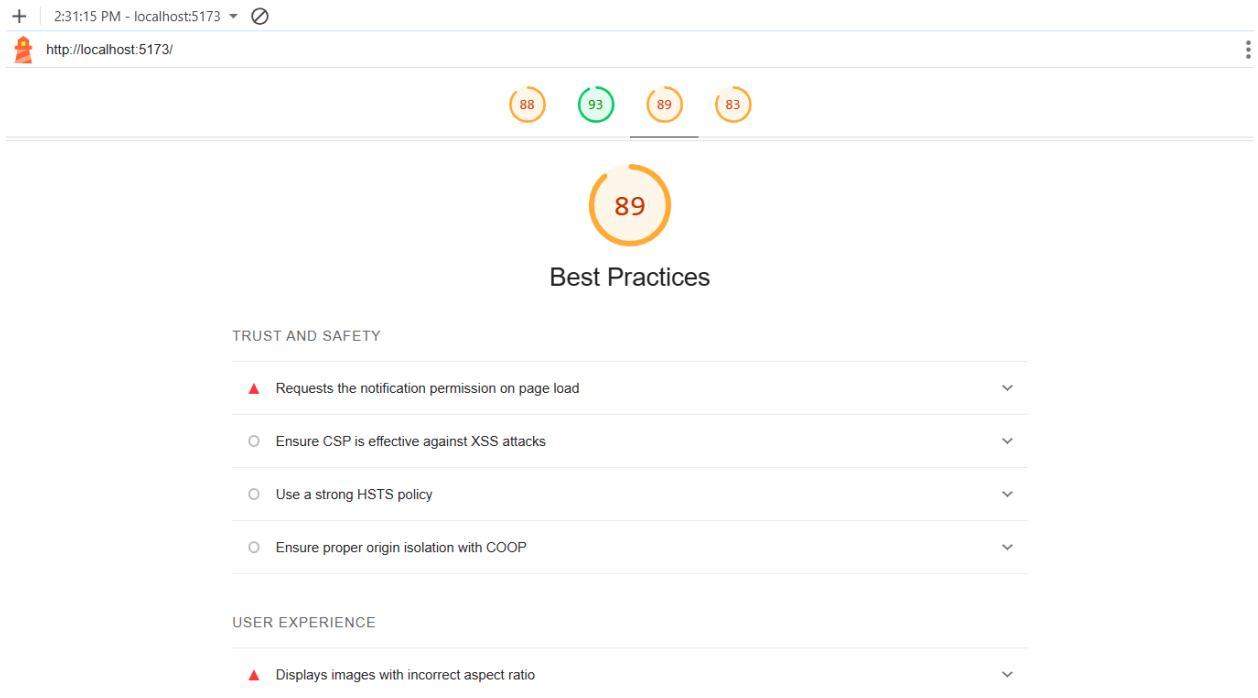 2:31:15 PM - localhost:5173
http://localhost:5173/
88 93 89 83
89
Best Practices
TRUST AND SAFETY
Requests the notification permission on page load
Ensure CSP is effective against XSS attacks
Use a strong HSTS policy
Ensure proper origin isolation with COOP
USER EXPERIENCE
Displays images with incorrect aspect ratio